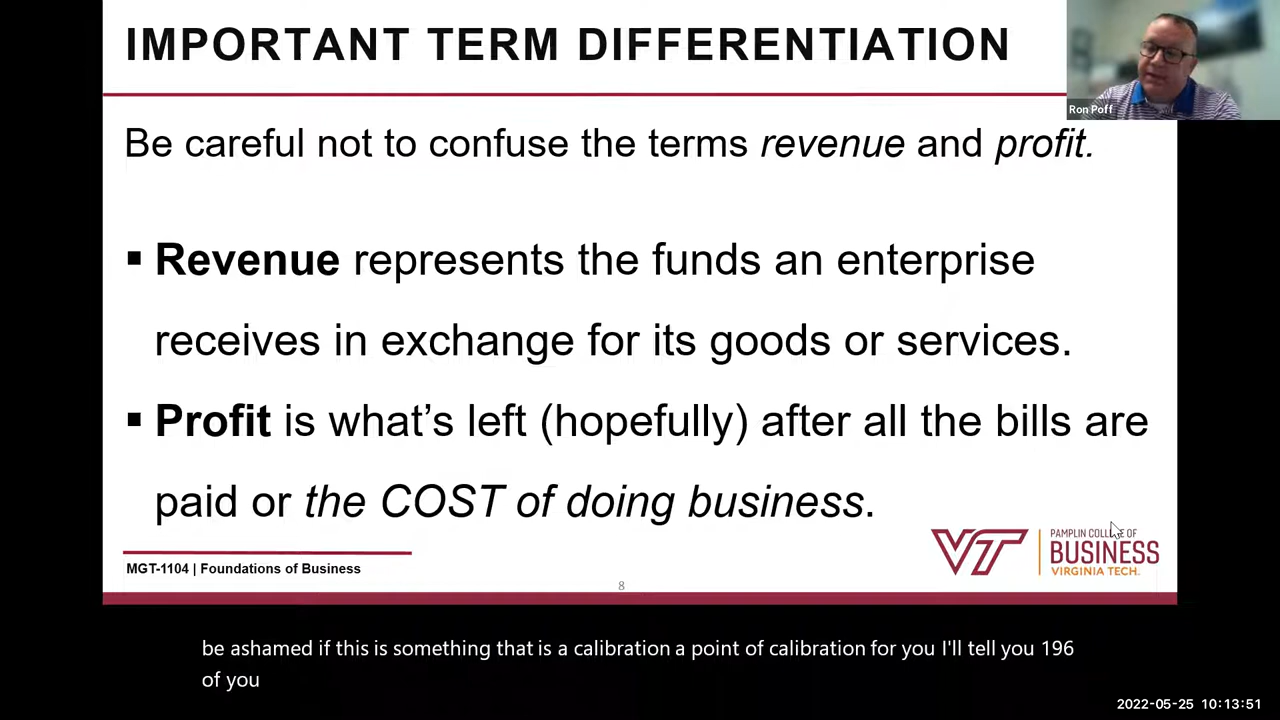 IMPORTANT TERM DIFFERENTIATION
Ron Poff
Be careful not to confuse the terms revenue and profit.
▪ Revenue represents the funds an enterprise
receives in exchange for its goods or services.
▪ Profit is what’s left (hopefully) after all the bills are
paid or the COST of doing business.
VT
PAMPLIN COLLEGE OF
BUSINESS
VIRGINIA TECH.
MGT-1104 | Foundations of Business
8
be ashamed if this is something that is a calibration a point of calibration for you I'll tell you 196
of you
2022-05-25 10:13:51